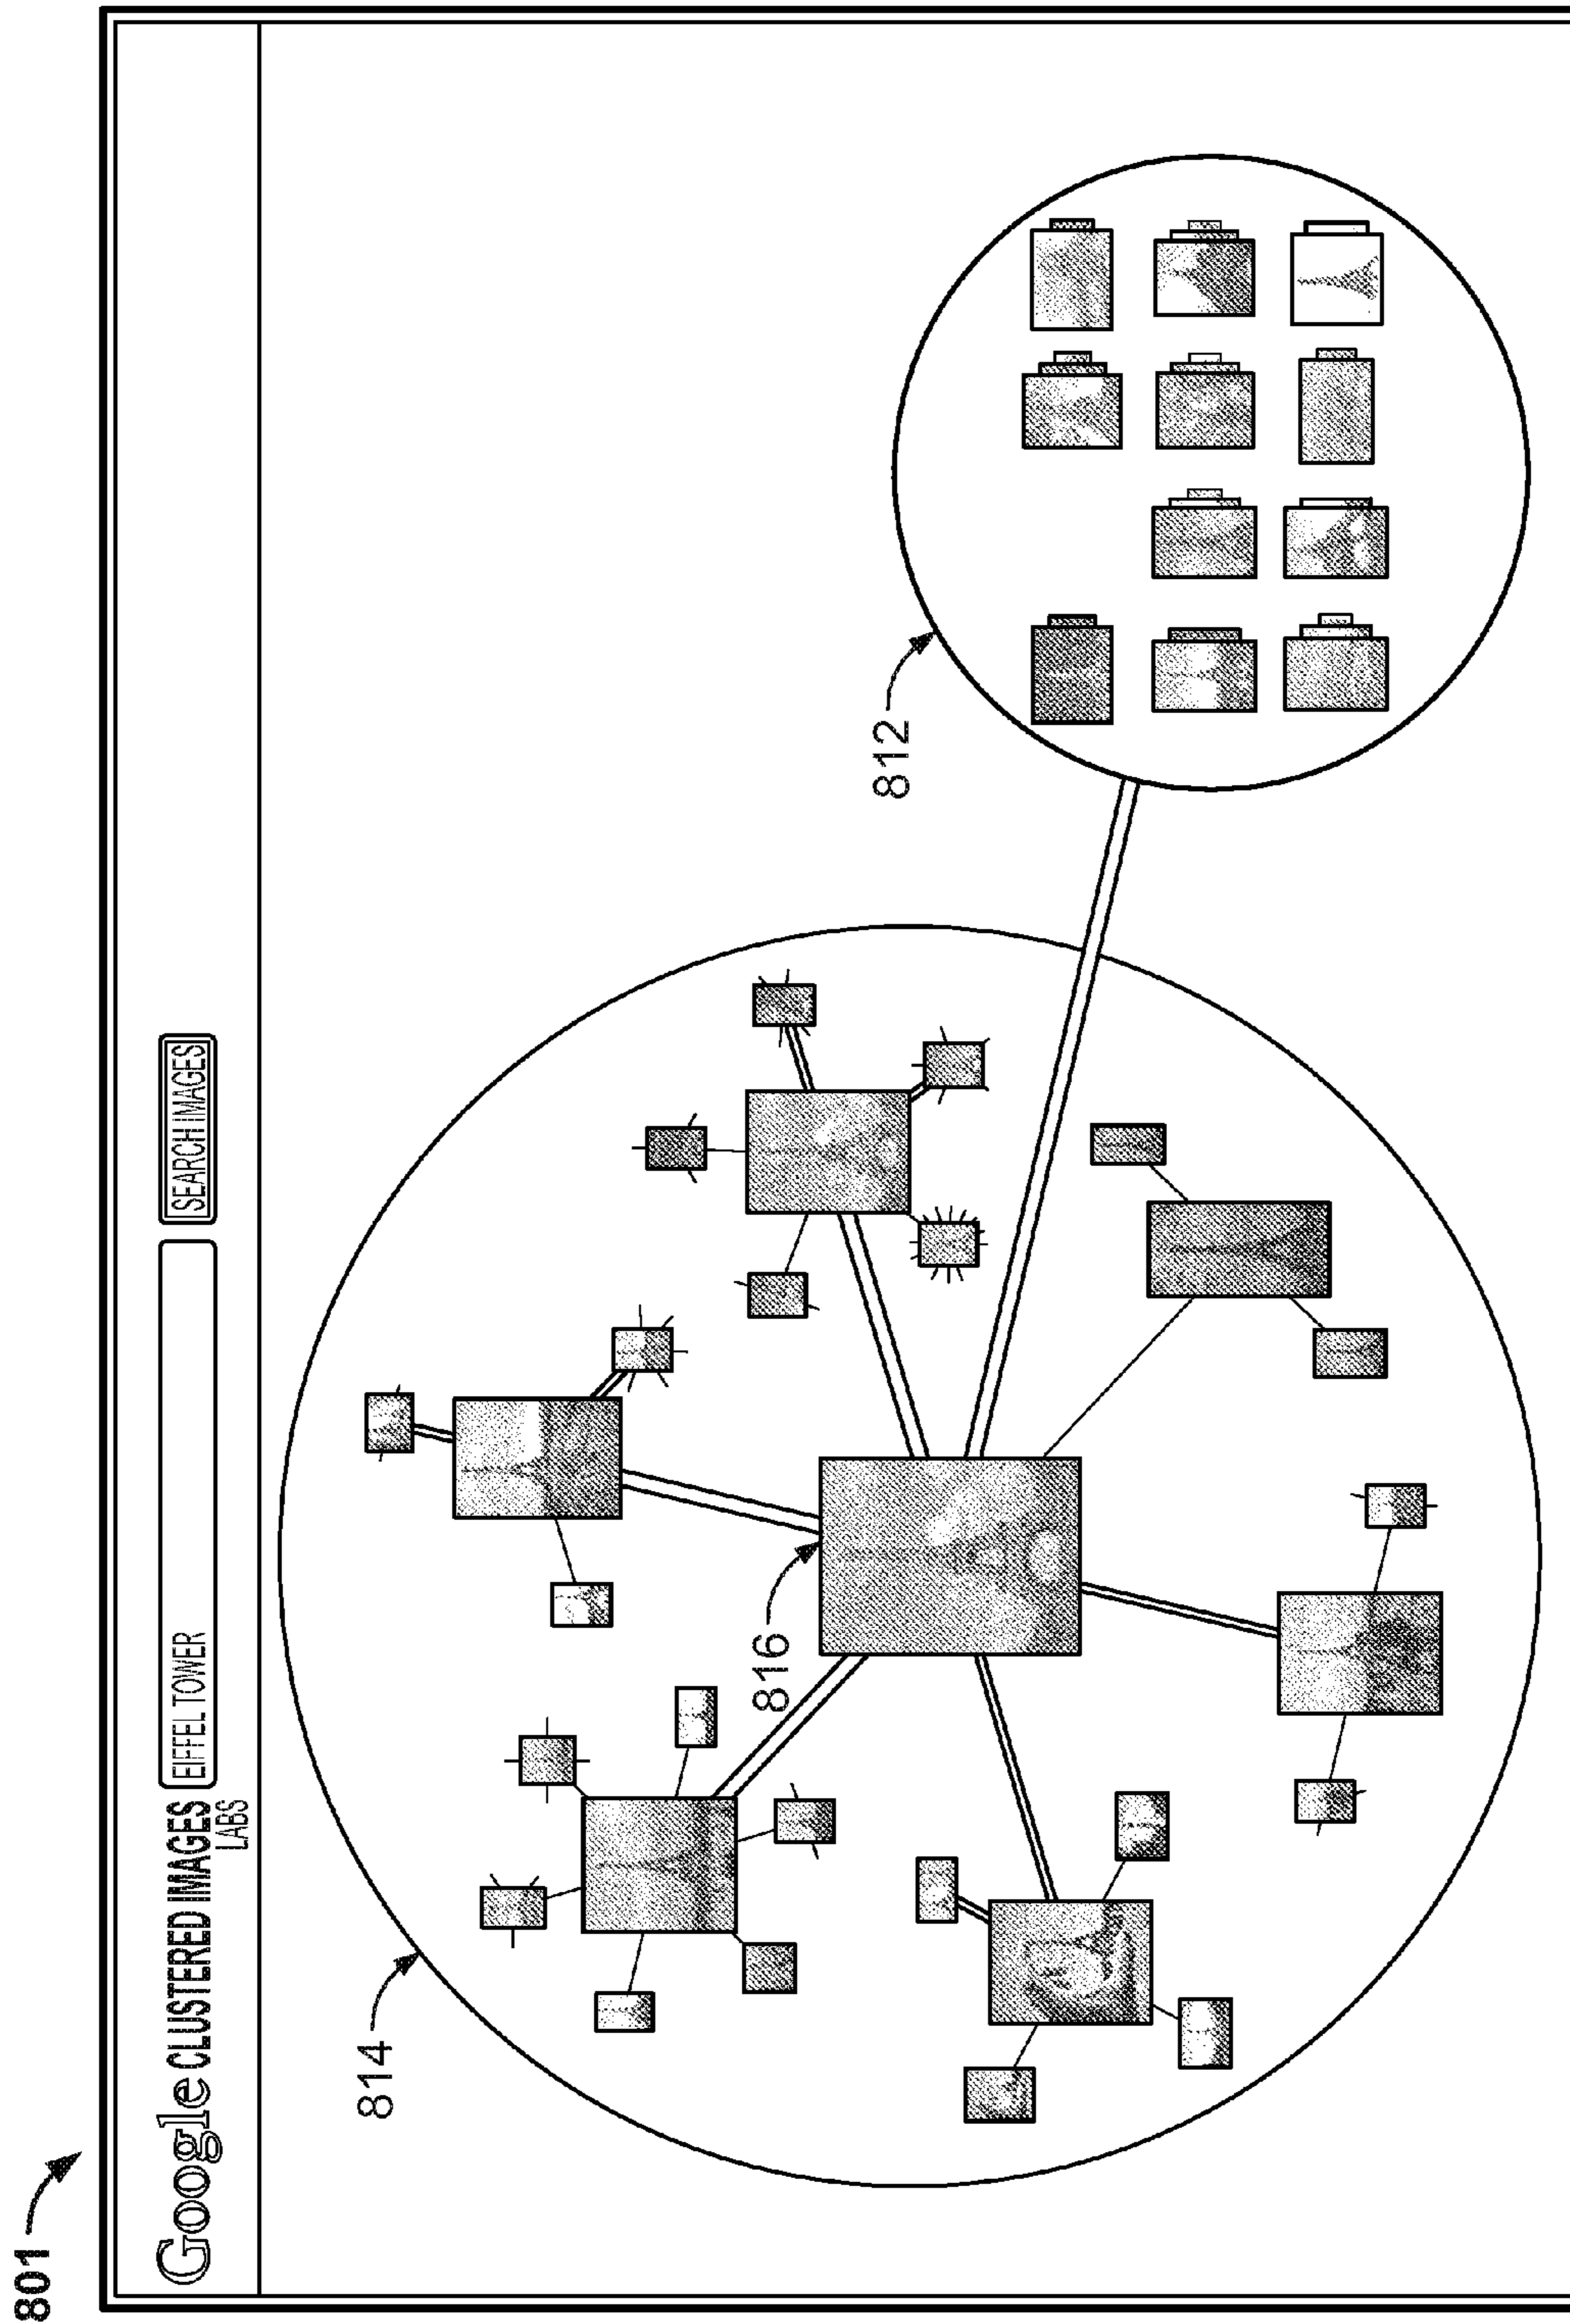 801
Google CLUSTERED IMAGES
LABS
EIFFEL TOWER
SEARCH IMAGES
814
816
812